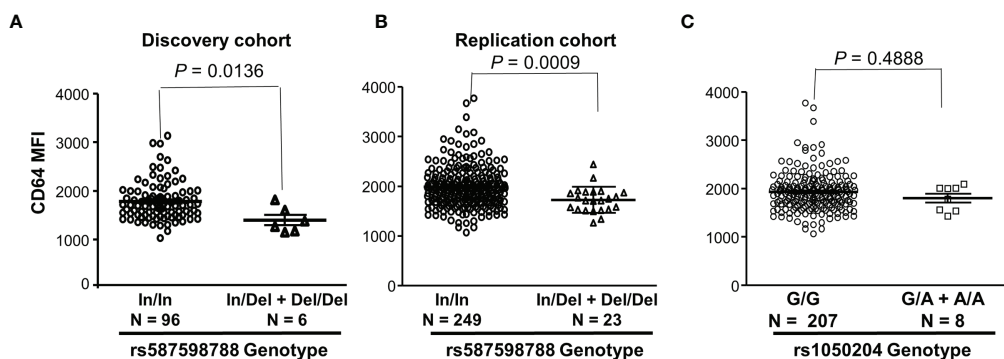 A
Discovery cohort
P = 0.0136
CD64 MFI
4000
3000
2000
1000
0
In/In
In/Del + Del/Del
N = 96
N = 6
rs587598788 Genotype
B
Replication cohort
P = 0.0009
4000
3000
2000
1000
0
In/In
In/Del + Del/Del
N = 249
N = 23
rs587598788 Genotype
C
P = 0.4888
4000
3000
2000
1000
0
G/G
G/A + A/A
N = 207
N = 8
rs1050204 Genotype